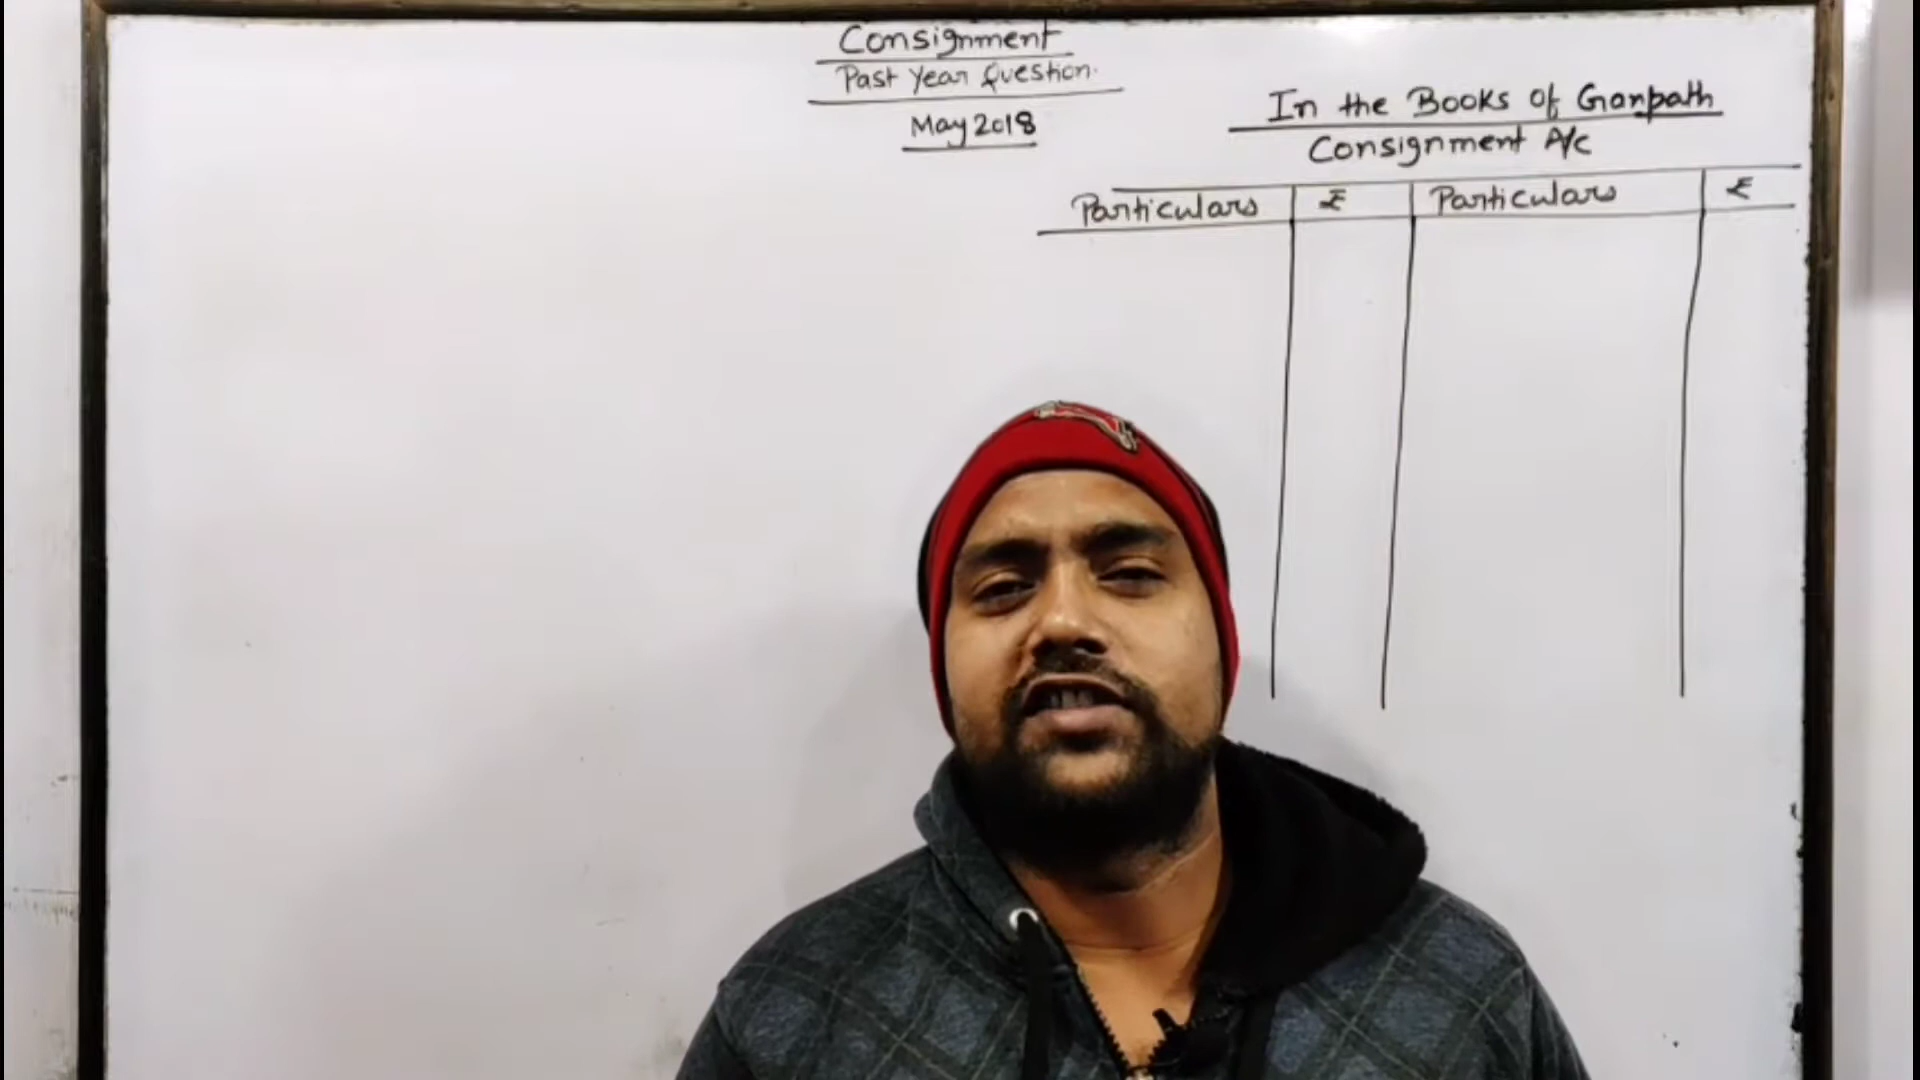 Consignment
Past Year Question.
May 2018
In the Books of Ganpath
Consignment A/c
Particulars ₹ Particulars ₹